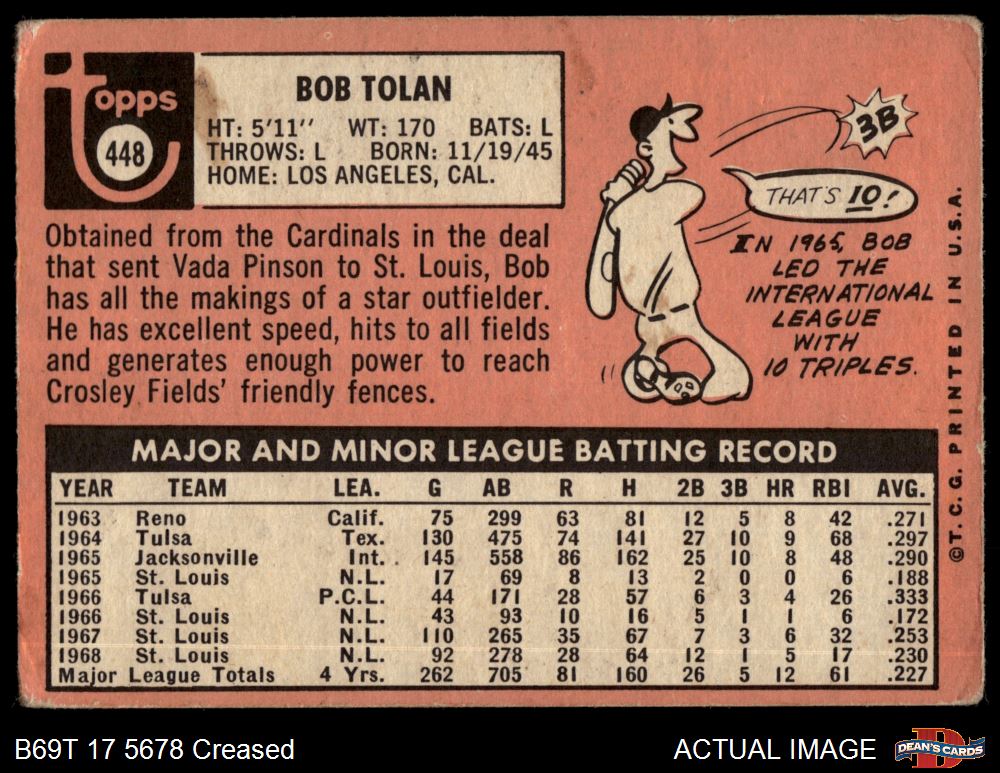 topps
448
BOB TOLAN
HT: 5'11" WT: 170 BATS: L
THROWS: L BORN: 11/19/45
HOME: LOS ANGELES, CAL.
Obtained from the Cardinals in the deal
that sent Vada Pinson to St. Louis, Bob
has all the makings of a star outfielder.
He has excellent speed, hits to all fields
and generates enough power to reach
Crosley Fields' friendly fences.
3B
THAT'S 10!
IN 1965, BOB
LED THE
INTERNATIONAL
LEAGUE
WITH
10 TRIPLES.
©T. C. G. PRINTED IN U.S.A.
MAJOR AND MINOR LEAGUE BATTING RECORD
YEAR TEAM LEA. G AB R H 2B 3B HR RBI AVG.
1963 Reno Calif. 75 299 63 81 12 5 8 42 .271
1964 Tulsa Tex. 130 475 74 141 27 10 9 68 .297
1965 Jacksonville Int. 145 558 86 162 25 10 8 48 .290
1965 St. Louis N.L. 17 69 8 13 2 0 0 6 .188
1966 Tulsa P.C.L. 44 171 28 57 6 3 4 26 .333
1966 St. Louis N.L. 43 93 10 16 5 1 1 6 .172
1967 St. Louis N.L. 110 265 35 67 7 3 6 32 .253
1968 St. Louis N.L. 92 278 28 64 12 1 5 17 .230
Major League Totals 4 Yrs. 262 705 81 160 26 5 12 61 .227
B69T 17 5678 Creased
ACTUAL IMAGE
D
DEAN'S CARDS